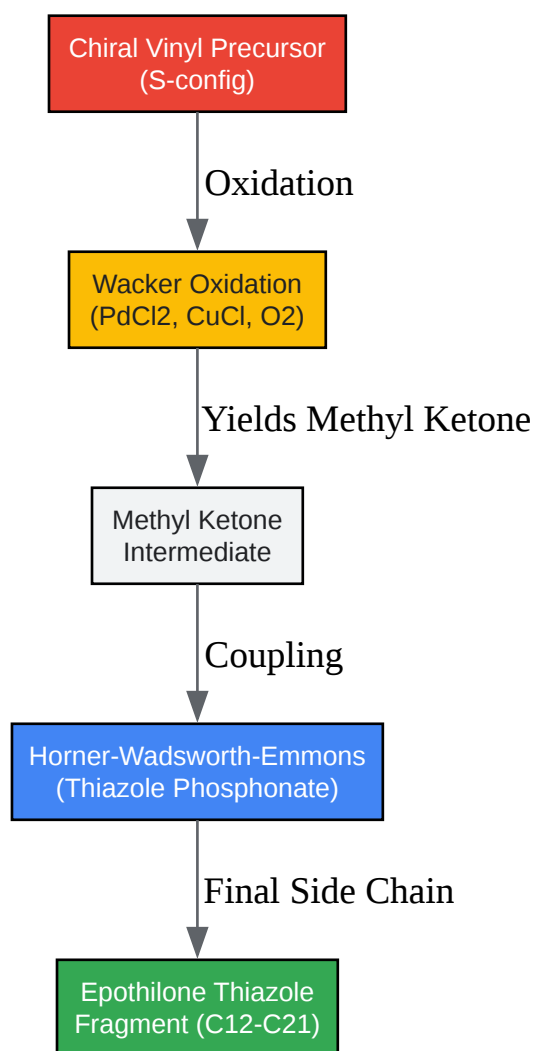 Chiral Vinyl Precursor
(S-config)
Oxidation
Wacker Oxidation
(PdCl2, CuCl, O2)
Yields Methyl Ketone
Methyl Ketone
Intermediate
Coupling
Horner-Wadsworth-Emmons
(Thiazole Phosphonate)
Final Side Chain
Epothilone Thiazole
Fragment (C12-C21)